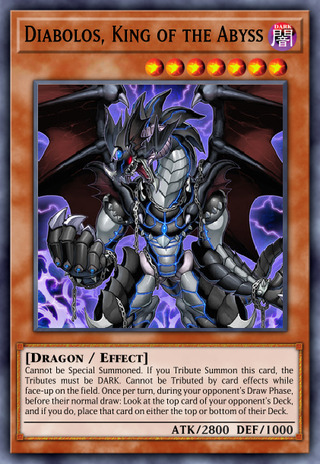 Diabolos, King of the Abyss
DARK
闇
[Dragon / Effect]
Cannot be Special Summoned. If you Tribute Summon this card, the
Tributes must be DARK. Cannot be Tributed by card effects while
face-up on the field. Once per turn, during your opponent's Draw Phase,
before their normal draw: Look at the top card of your opponent's Deck,
and if you do, place that card on either the top or bottom of their Deck.
ATK/2800 DEF/1000